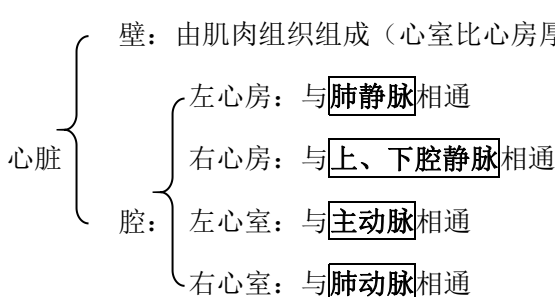 壁：由肌肉组织组成（心室比心房厚
左心房：与肺静脉相通
心脏
右心房：与上、下腔静脉相通
腔：
左心室：与主动脉相通
右心室：与肺动脉相通